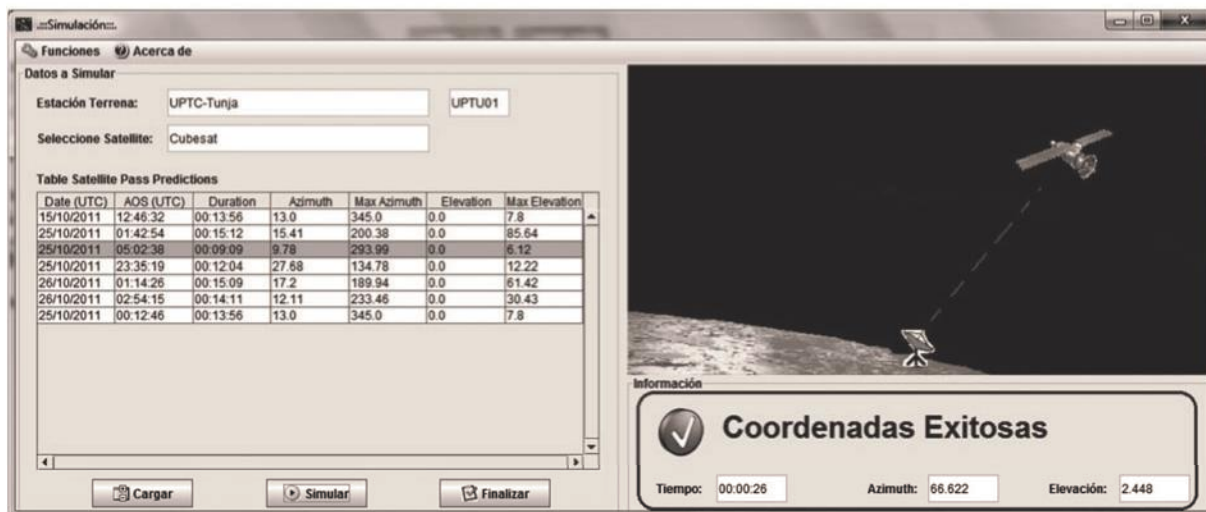 .:::Simulación:::.
Funciones Acerca de
Datos a Simular
Estación Terrena: UPTC-Tunja UPTU01
Seleccione Satellite: Cubesat
Table Satellite Pass Predictions
Date (UTC) AOS (UTC) Duration Azimuth Max Azimuth Elevation Max Elevation
15/10/2011 12:46:32 00:13:56 13.0 345.0 0.0 7.8
25/10/2011 01:42:54 00:15:12 15.41 200.38 0.0 85.64
25/10/2011 05:02:38 00:09:09 9.78 293.99 0.0 6.12
25/10/2011 23:35:19 00:12:04 27.68 134.78 0.0 12.22
26/10/2011 01:14:26 00:15:09 17.2 189.94 0.0 61.42
26/10/2011 02:54:15 00:14:11 12.11 233.46 0.0 30.43
25/10/2011 00:12:46 00:13:56 13.0 345.0 0.0 7.8
Cargar Simular Finalizar
Información
Coordenadas Exitosas
Tiempo: 00:00:26 Azimuth: 66.622 Elevación: 2.448